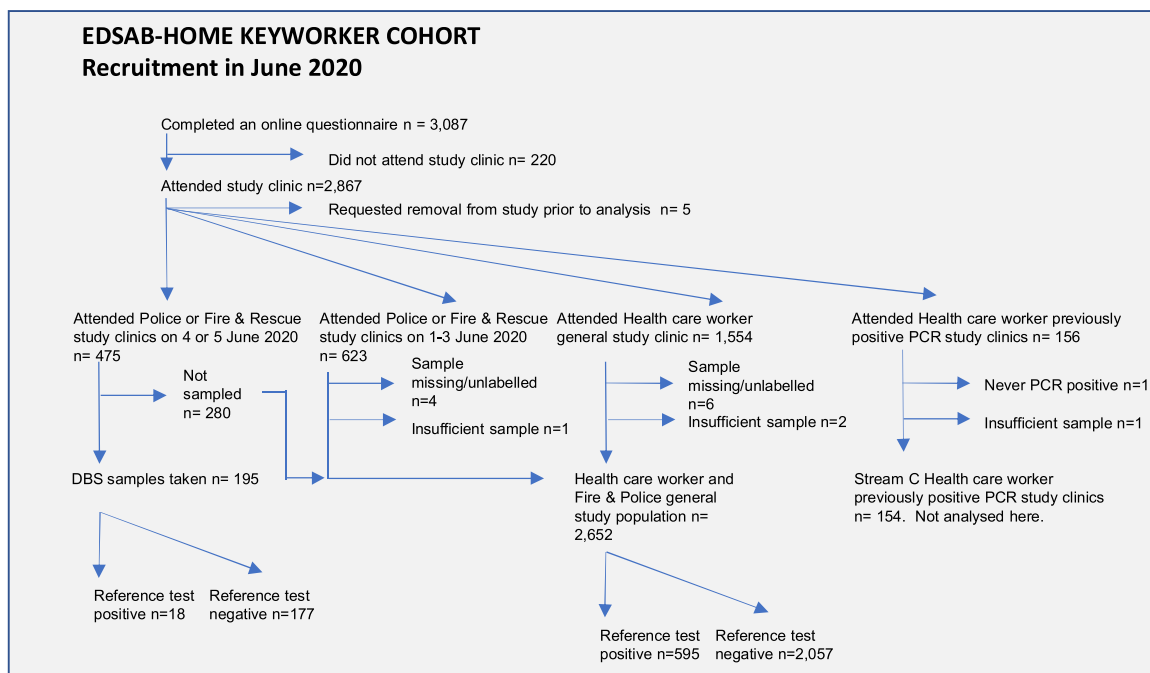 EDSAB-HOME KEYWORKER COHORT
Recruitment in June 2020
Completed an online questionnaire n = 3,087
Did not attend study clinic n= 220
Attended study clinic n=2,867
Requested removal from study prior to analysis n= 5
Attended Police or Fire & Rescue
study clinics on 4 or 5 June 2020
n= 475
Attended Police or Fire & Rescue
study clinics on 1-3 June 2020
n= 623
Attended Health care worker
general study clinic n= 1,554
Attended Health care worker previously
positive PCR study clinics n= 156
Not
sampled
n= 280
Sample
missing/unlabelled
n=4
Insufficient sample n=1
Sample
missing/unlabelled
n=6
Insufficient sample n=2
Never PCR positive n=1
Insufficient sample n=1
DBS samples taken n= 195
Health care worker and
Fire & Police general
study population n=
2,652
Stream C Health care worker
previously positive PCR study clinics
n= 154. Not analysed here.
Reference test
positive n=18
Reference test
negative n=177
Reference test
positive n=595
Reference test
negative n=2,057